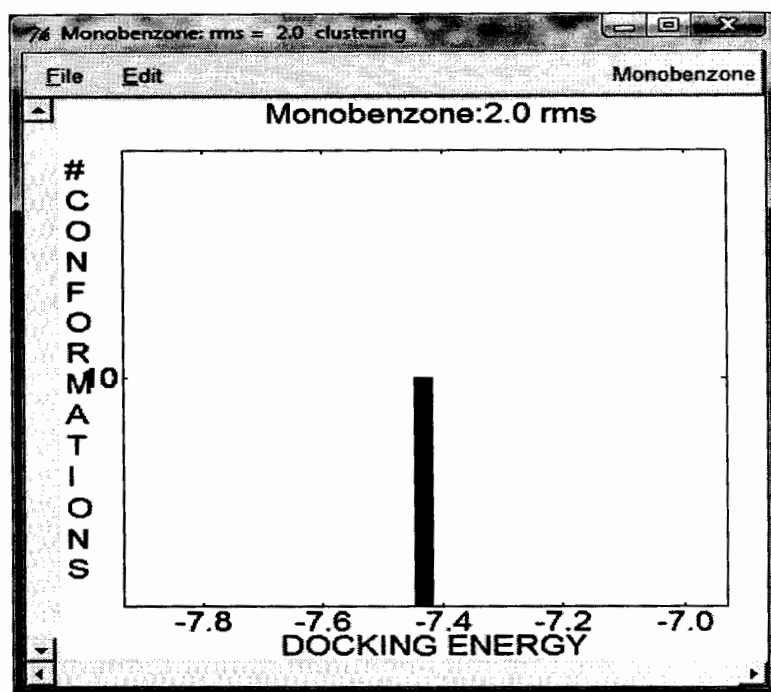 Monobenzone: rms = 2.0 clustering
File Edit Monobenzone
Monobenzone:2.0 rms
#CONFORMATIONS
10
-7.8 -7.6 -7.4 -7.2 -7.0
DOCKING ENERGY